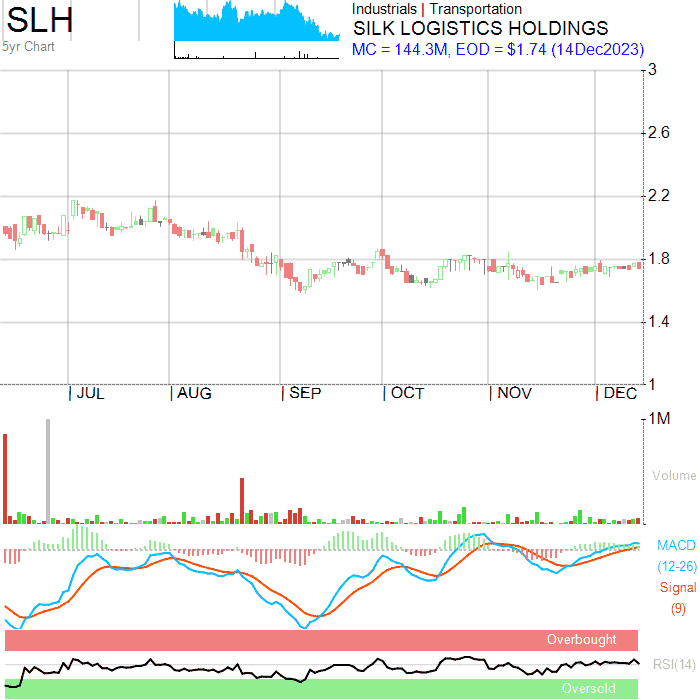 SLH
5yr Chart
Industrials | Transportation
SILK LOGISTICS HOLDINGS
MC = 144.3M, EOD = $1.74 (14Dec2023)
3
2.6
2.2
1.8
1.4
1
JUL AUG SEP OCT NOV DEC
1M
Volume
MACD
(12-26)
Signal
(9)
Overbought
RSI(14)
Oversold